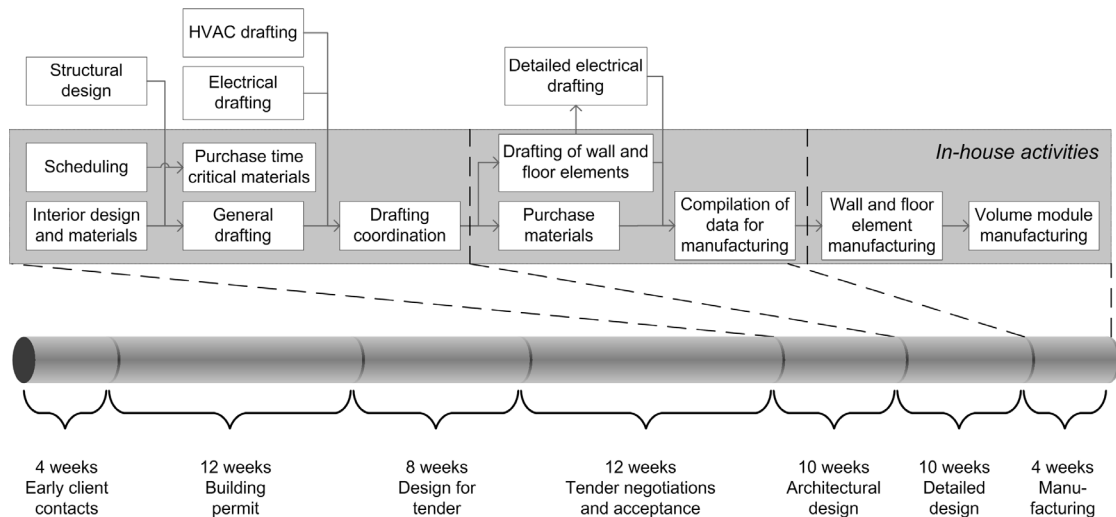 HVAC drafting
Structural
design
Electrical
drafting
Detailed electrical
drafting
In-house activities
Scheduling
Purchase time
critical materials
Drafting of wall and
floor elements
Interior design
and materials
General
drafting
Drafting
coordination
Purchase
materials
Compilation of
data for
manufacturing
Wall and floor
element
manufacturing
Volume module
manufacturing
4 weeks
Early client
contacts
12 weeks
Building
permit
8 weeks
Design for
tender
12 weeks
Tender negotiations
and acceptance
10 weeks
Architectural
design
10 weeks
Detailed
design
4 weeks
Manu-
facturing